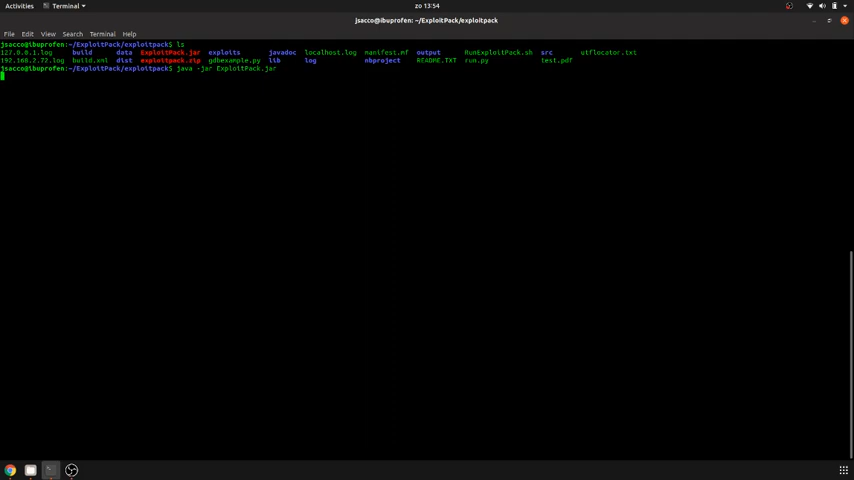 Activities Terminal zo 13:54
jsacco@ibuprofen:~/ExploitPack/exploitpack
File Edit View Search Terminal Help
jsacco@ibuprofen:~/ExploitPack/exploitpack$ ls
127.0.0.1.log build data ExploitPack.jar exploits javadoc localhost.log manifest.mf output RunExploitPack.sh src utflocator.txt
192.168.2.72.log build.xml dist exploitpack.zip gdbexample.py lib log nbproject README.TXT run.py test.pdf
jsacco@ibuprofen:~/ExploitPack/exploitpack$ java -jar ExploitPack.jar